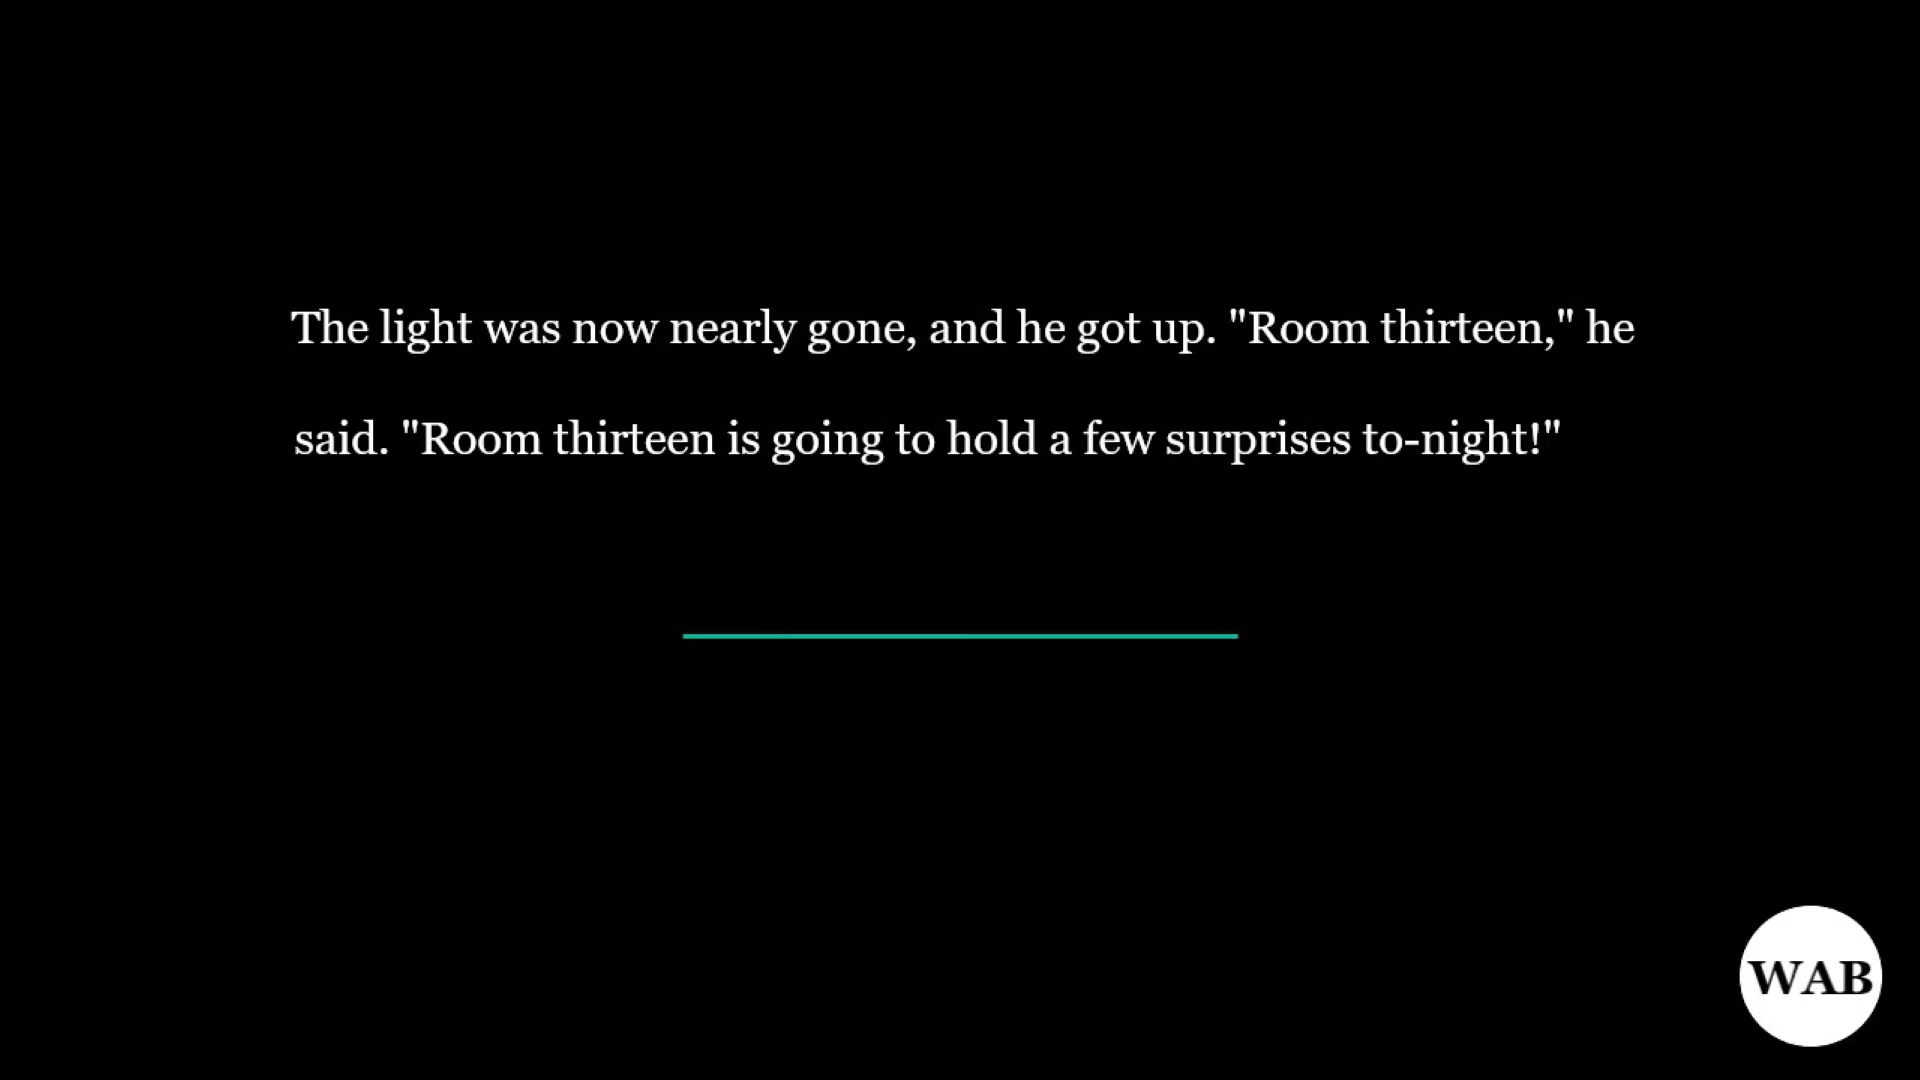 The light was now nearly gone, and he got up. "Room thirteen," he
said. "Room thirteen is going to hold a few surprises to-night!"
WAB